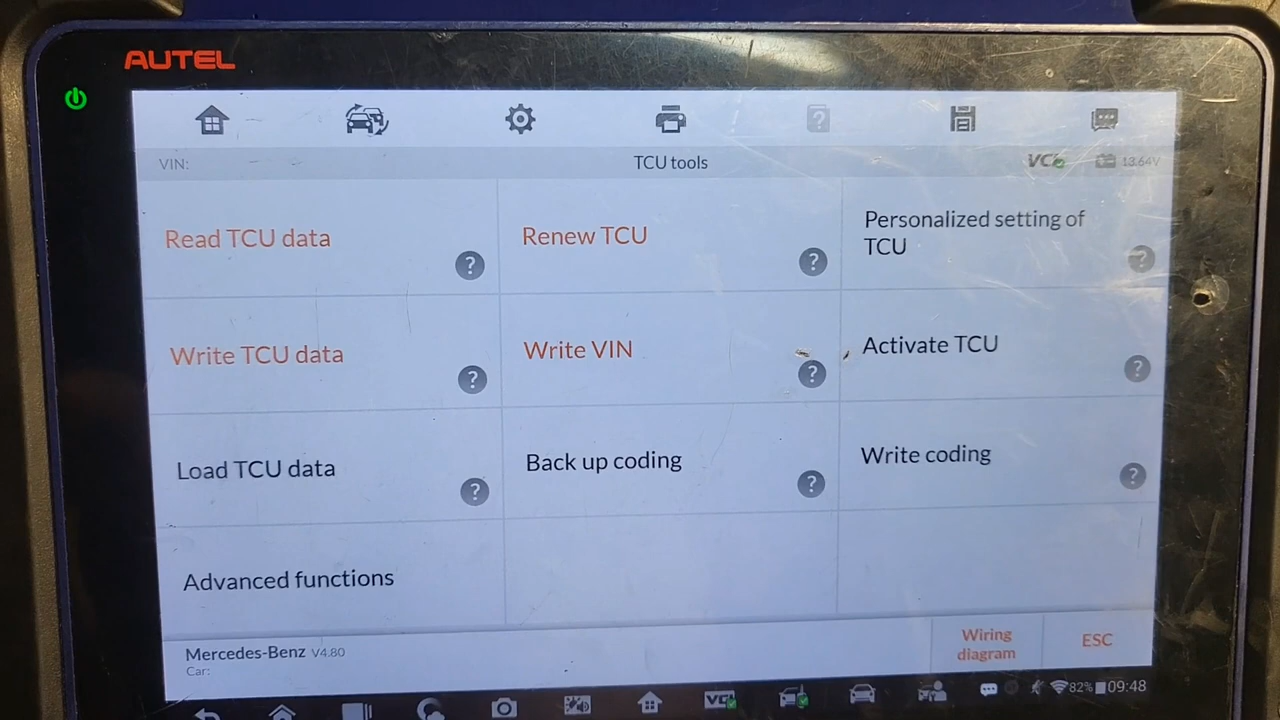 AUTEL
VIN:
TCU tools
VCI
13.64V
Read TCU data
?
Renew TCU
?
Personalized setting of
TCU
?
Write TCU data
?
Write VIN
?
Activate TCU
?
Load TCU data
?
Back up coding
?
Write coding
?
Advanced functions
Mercedes-Benz V4.80
Car:
Wiring
diagram
ESC
VCI
82%
09:48